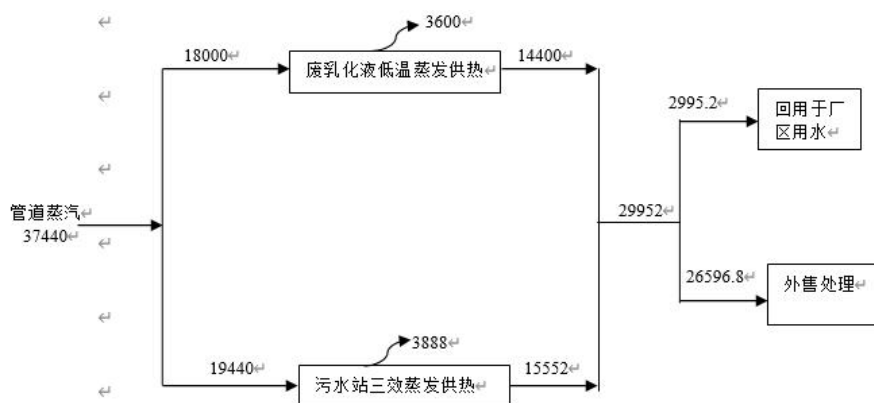 3600
18000
废乳化液低温蒸发供热
14400
2995.2
回用于厂
区用水
管道蒸汽
37440
29952
26596.8
外售处理
3888
19440
污水站三效蒸发供热
15552